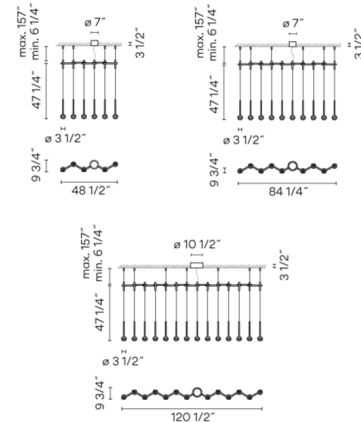 ø 7″
max. 157″
min. 6 1/4″
3 1/2″
47 1/4″
ø 3 1/2″
9 3/4″
48 1/2″
ø 7″
max. 157″
min. 6 1/4″
3 1/2″
47 1/4″
ø 3 1/2″
9 3/4″
84 1/4″
ø 10 1/2″
max. 157″
min. 6 1/4″
3 1/2″
47 1/4″
ø 3 1/2″
9 3/4″
120 1/2″